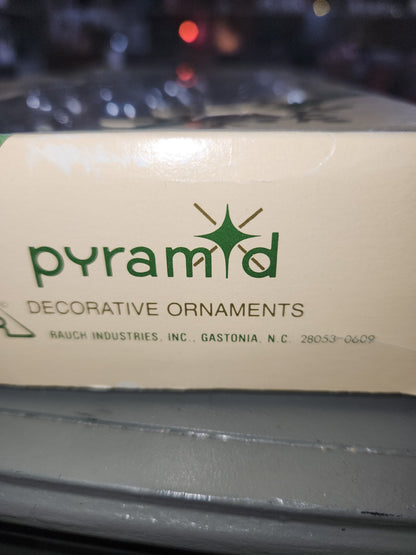 pyramid
DECORATIVE ORNAMENTS
RAUCH INDUSTRIES, INC., GASTONIA, N.C. 28053-0609